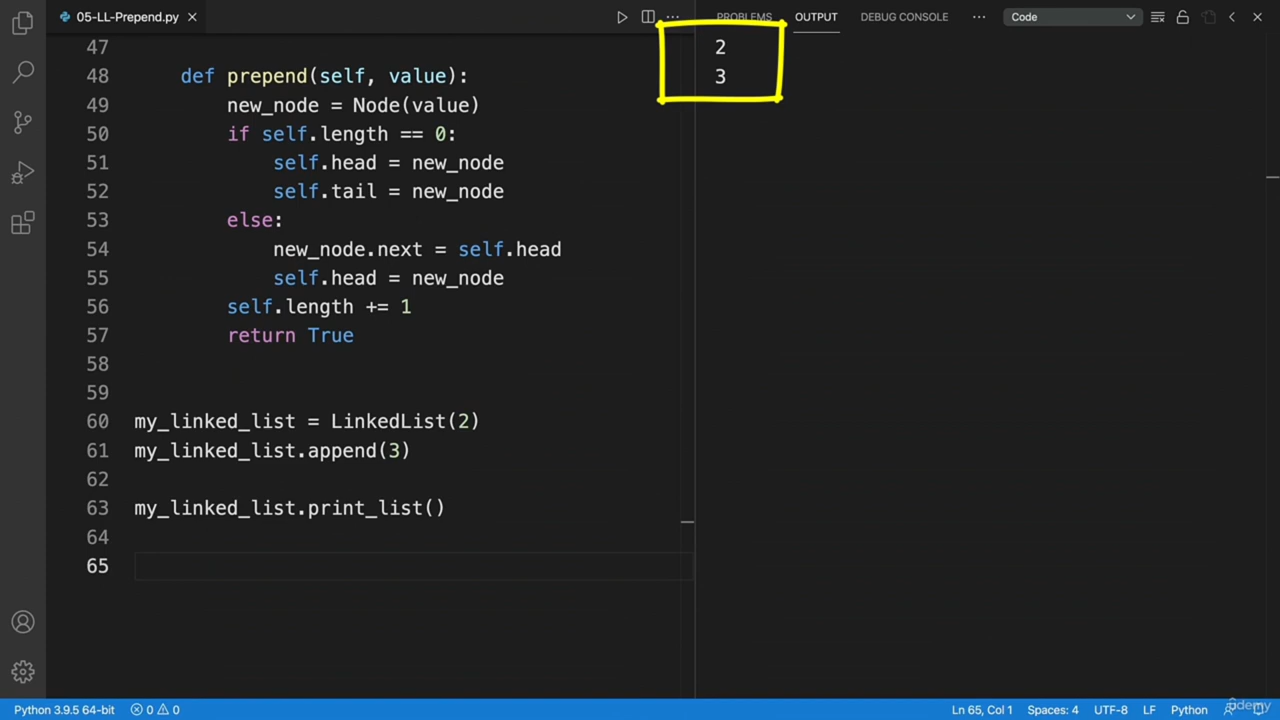 05-LL-Prepend.py
PROBLEMS OUTPUT DEBUG CONSOLE Code
47
48 def prepend(self, value):
49 new_node = Node(value)
50 if self.length == 0:
51 self.head = new_node
52 self.tail = new_node
53 else:
54 new_node.next = self.head
55 self.head = new_node
56 self.length += 1
57 return True
58
59
60 my_linked_list = LinkedList(2)
61 my_linked_list.append(3)
62
63 my_linked_list.print_list()
64
65
2
3
Python 3.9.5 64-bit 0 0 Ln 65, Col 1 Spaces: 4 UTF-8 LF Python
udemy